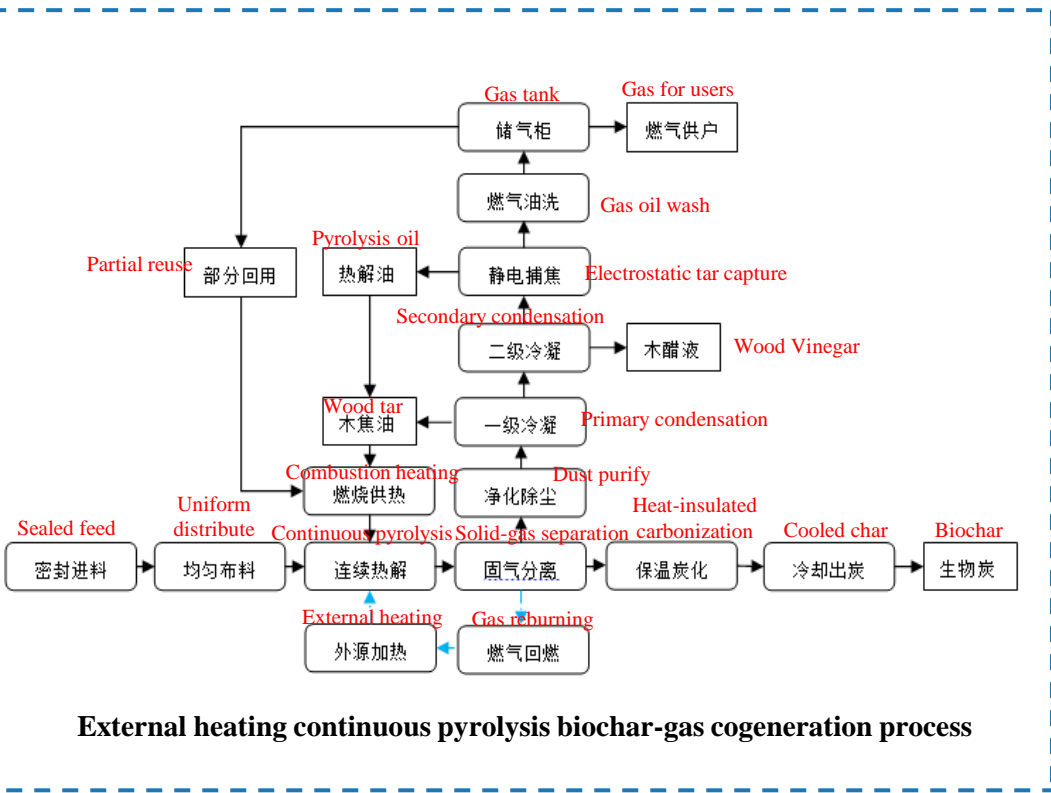 Gas tank
储气柜
Gas for users
燃气供户
燃气油洗
Gas oil wash
Partial reuse
部分回用
Pyrolysis oil
热解油
静电捕焦
Electrostatic tar capture
Secondary condensation
二级冷凝
木醋液
Wood Vinegar
Wood tar
木焦油
一级冷凝
Primary condensation
Combustion heating
燃烧供热
Dust purify
净化除尘
Sealed feed
密封进料
Uniform
distribute
均匀布料
Continuous pyrolysis
连续热解
Solid-gas separation
固气分离
Heat-insulated
carbonization
保温炭化
Cooled char
冷却出炭
Biochar
生物炭
External heating
外源加热
Gas reburning
燃气回燃
External heating continuous pyrolysis biochar-gas cogeneration process